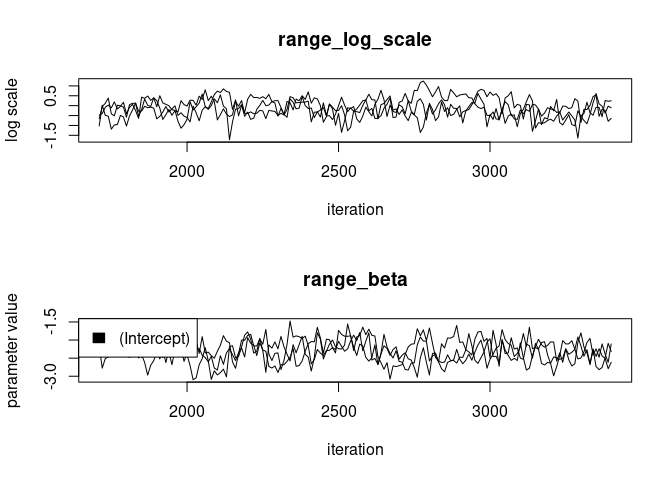 range_log_scale
log scale
0.5
-1.5
2000 2500 3000
iteration
range_beta
parameter value
-1.5
-3.0
(Intercept)
2000 2500 3000
iteration